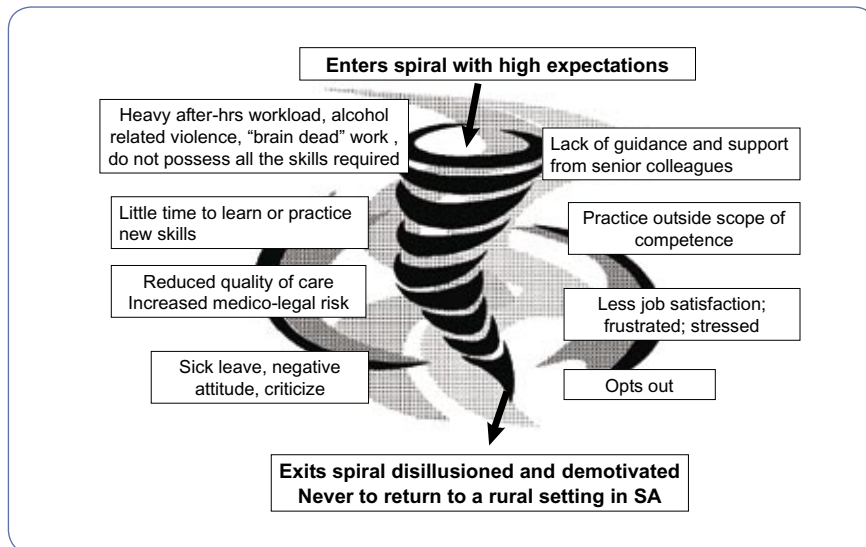 Enters spiral with high expectations
Heavy after-hrs workload, alcohol
related violence, “brain dead” work ,
do not possess all the skills required
Lack of guidance and support
from senior colleagues
Little time to learn or practice
new skills
Practice outside scope of
competence
Reduced quality of care
Increased medico-legal risk
Less job satisfaction;
frustrated; stressed
Sick leave, negative
attitude, criticize
Opts out
Exits spiral disillusioned and demotivated
Never to return to a rural setting in SA